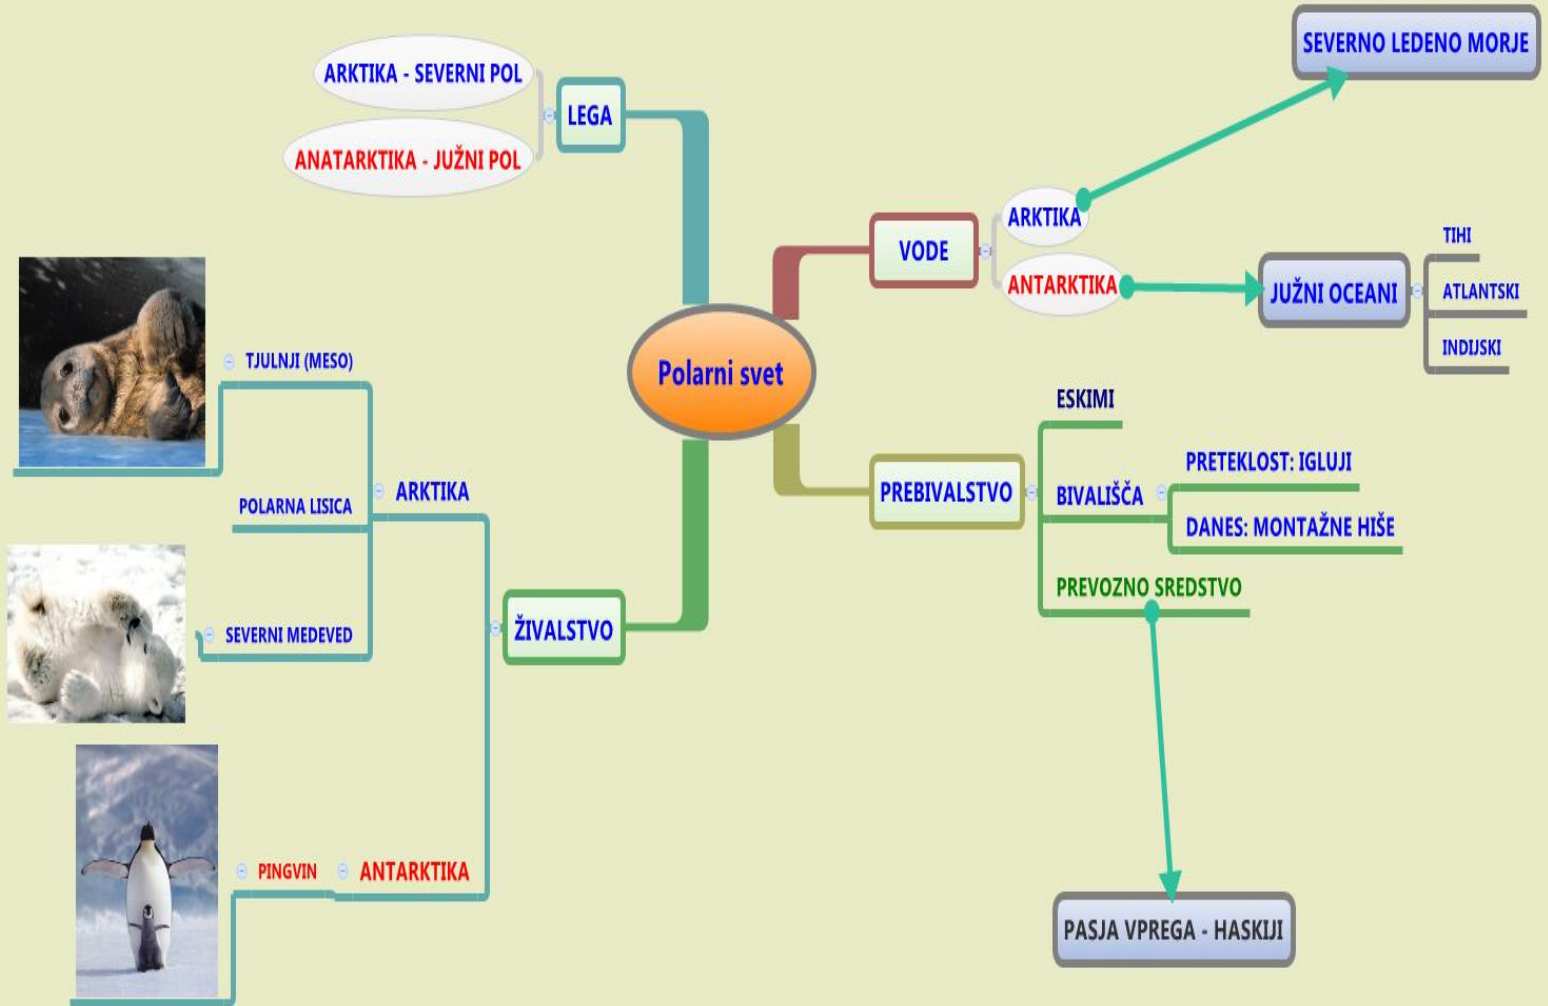 Polarni svet
LEGA
ARKTIKA - SEVERNI POL
ANATARKTIKA - JUŽNI POL
VODE
ARKTIKA
SEVERNO LEDENO MORJE
ANTARKTIKA
JUŽNI OCEANI
TIHI
ATLANTSKI
INDIJSKI
PREBIVALSTVO
ESKIMI
BIVALIŠČA
PRETEKLOST: IGLUJI
DANES: MONTAŽNE HIŠE
PREVOZNO SREDSTVO
PASJA VPREGA - HASKIJI
ŽIVALSTVO
ARKTIKA
TJULNJI (MESO)
POLARNA LISICA
SEVERNI MEDEVED
ANTARKTIKA
PINGVIN